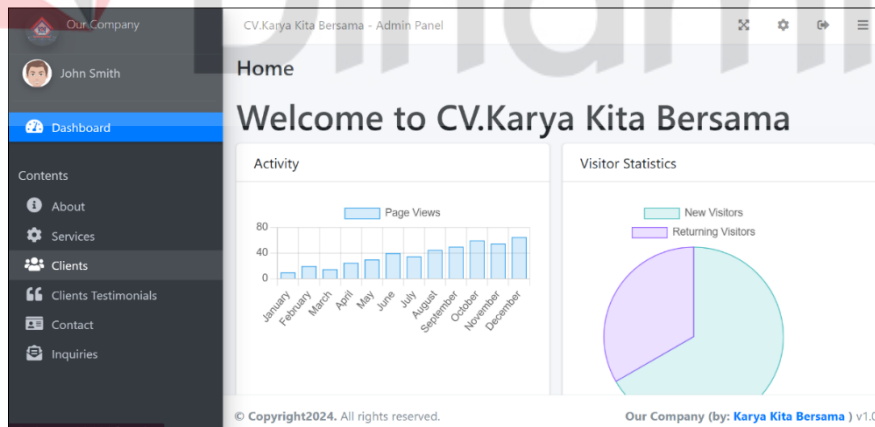 Our Company
CV.Karya Kita Bersama - Admin Panel
John Smith
Home
Dashboard
Welcome to CV.Karya Kita Bersama
Contents
About
Services
Clients
Clients Testimonials
Contact
Inquiries
Activity
Page Views
80
40
0
January
February
March
April
May
June
July
August
September
October
November
December
Visitor Statistics
New Visitors
Returning Visitors
© Copyright2024. All rights reserved.
Our Company (by: Karya Kita Bersama ) v1.0